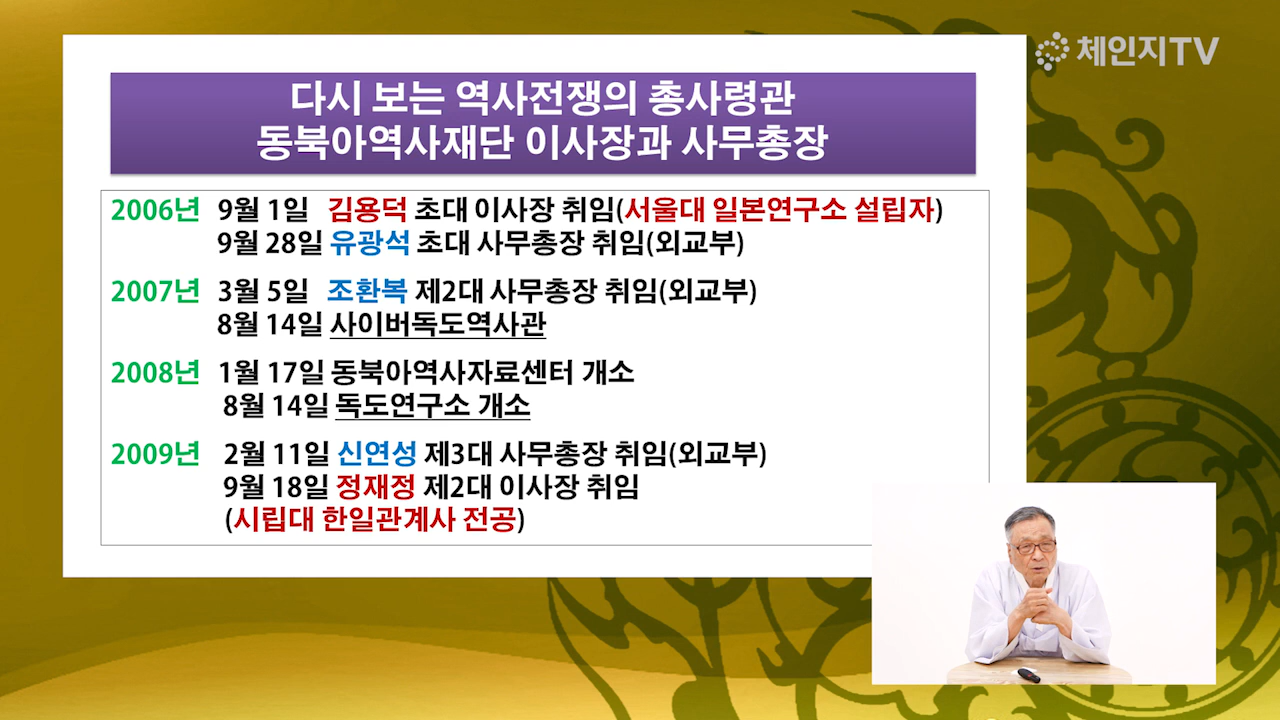 체인지TV
다시 보는 역사전쟁의 총사령관
동북아역사재단 이사장과 사무총장
2006년 9월 1일 김용덕 초대 이사장 취임(서울대 일본연구소 설립자)
9월 28일 유광석 초대 사무총장 취임(외교부)
2007년 3월 5일 조환복 제2대 사무총장 취임(외교부)
8월 14일 사이버독도역사관
2008년 1월 17일 동북아역사자료센터 개소
8월 14일 독도연구소 개소
2009년 2월 11일 신연성 제3대 사무총장 취임(외교부)
9월 18일 정재정 제2대 이사장 취임
(시립대 한일관계사 전공)